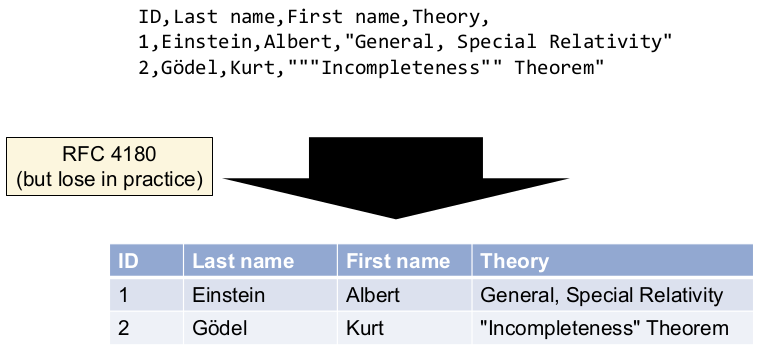 ID,Last name,First name,Theory,
1,Einstein,Albert,"General, Special Relativity"
2,Gödel,Kurt,"""Incompleteness"" Theorem"
RFC 4180
(but lose in practice)
ID Last name First name Theory
1 Einstein Albert General, Special Relativity
2 Gödel Kurt "Incompleteness" Theorem